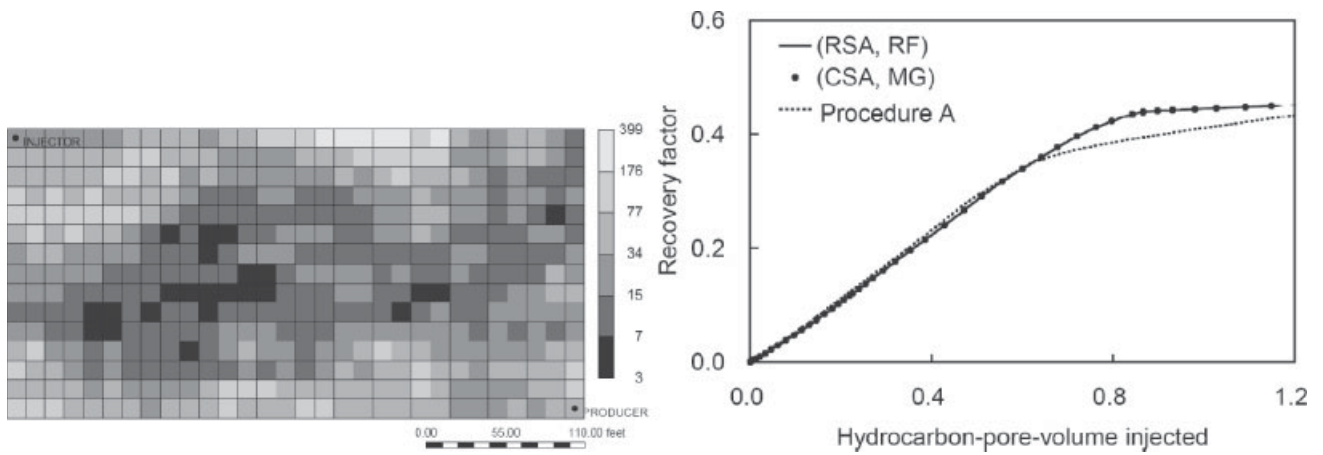 INJECTOR
PRODUCER
399
176
77
34
15
7
3
0.00 55.00 110.00 feet
(RSA, RF)
(CSA, MG)
Procedure A
Recovery factor
0.6
0.4
0.2
0.0
0.0 0.4 0.8 1.2
Hydrocarbon-pore-volume injected